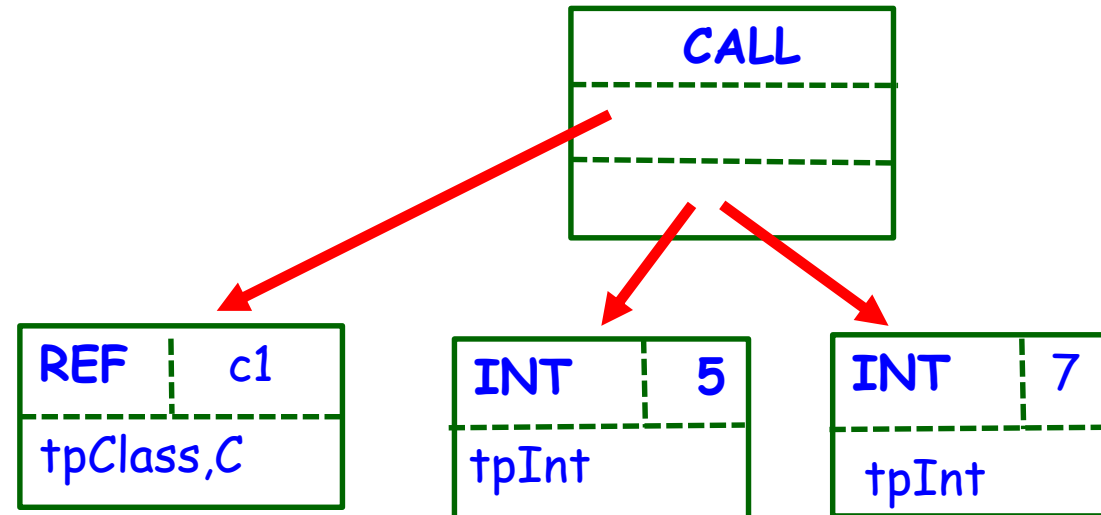 CALL
REF c1
tpClass,C
INT 5
tpInt
INT 7
tpInt